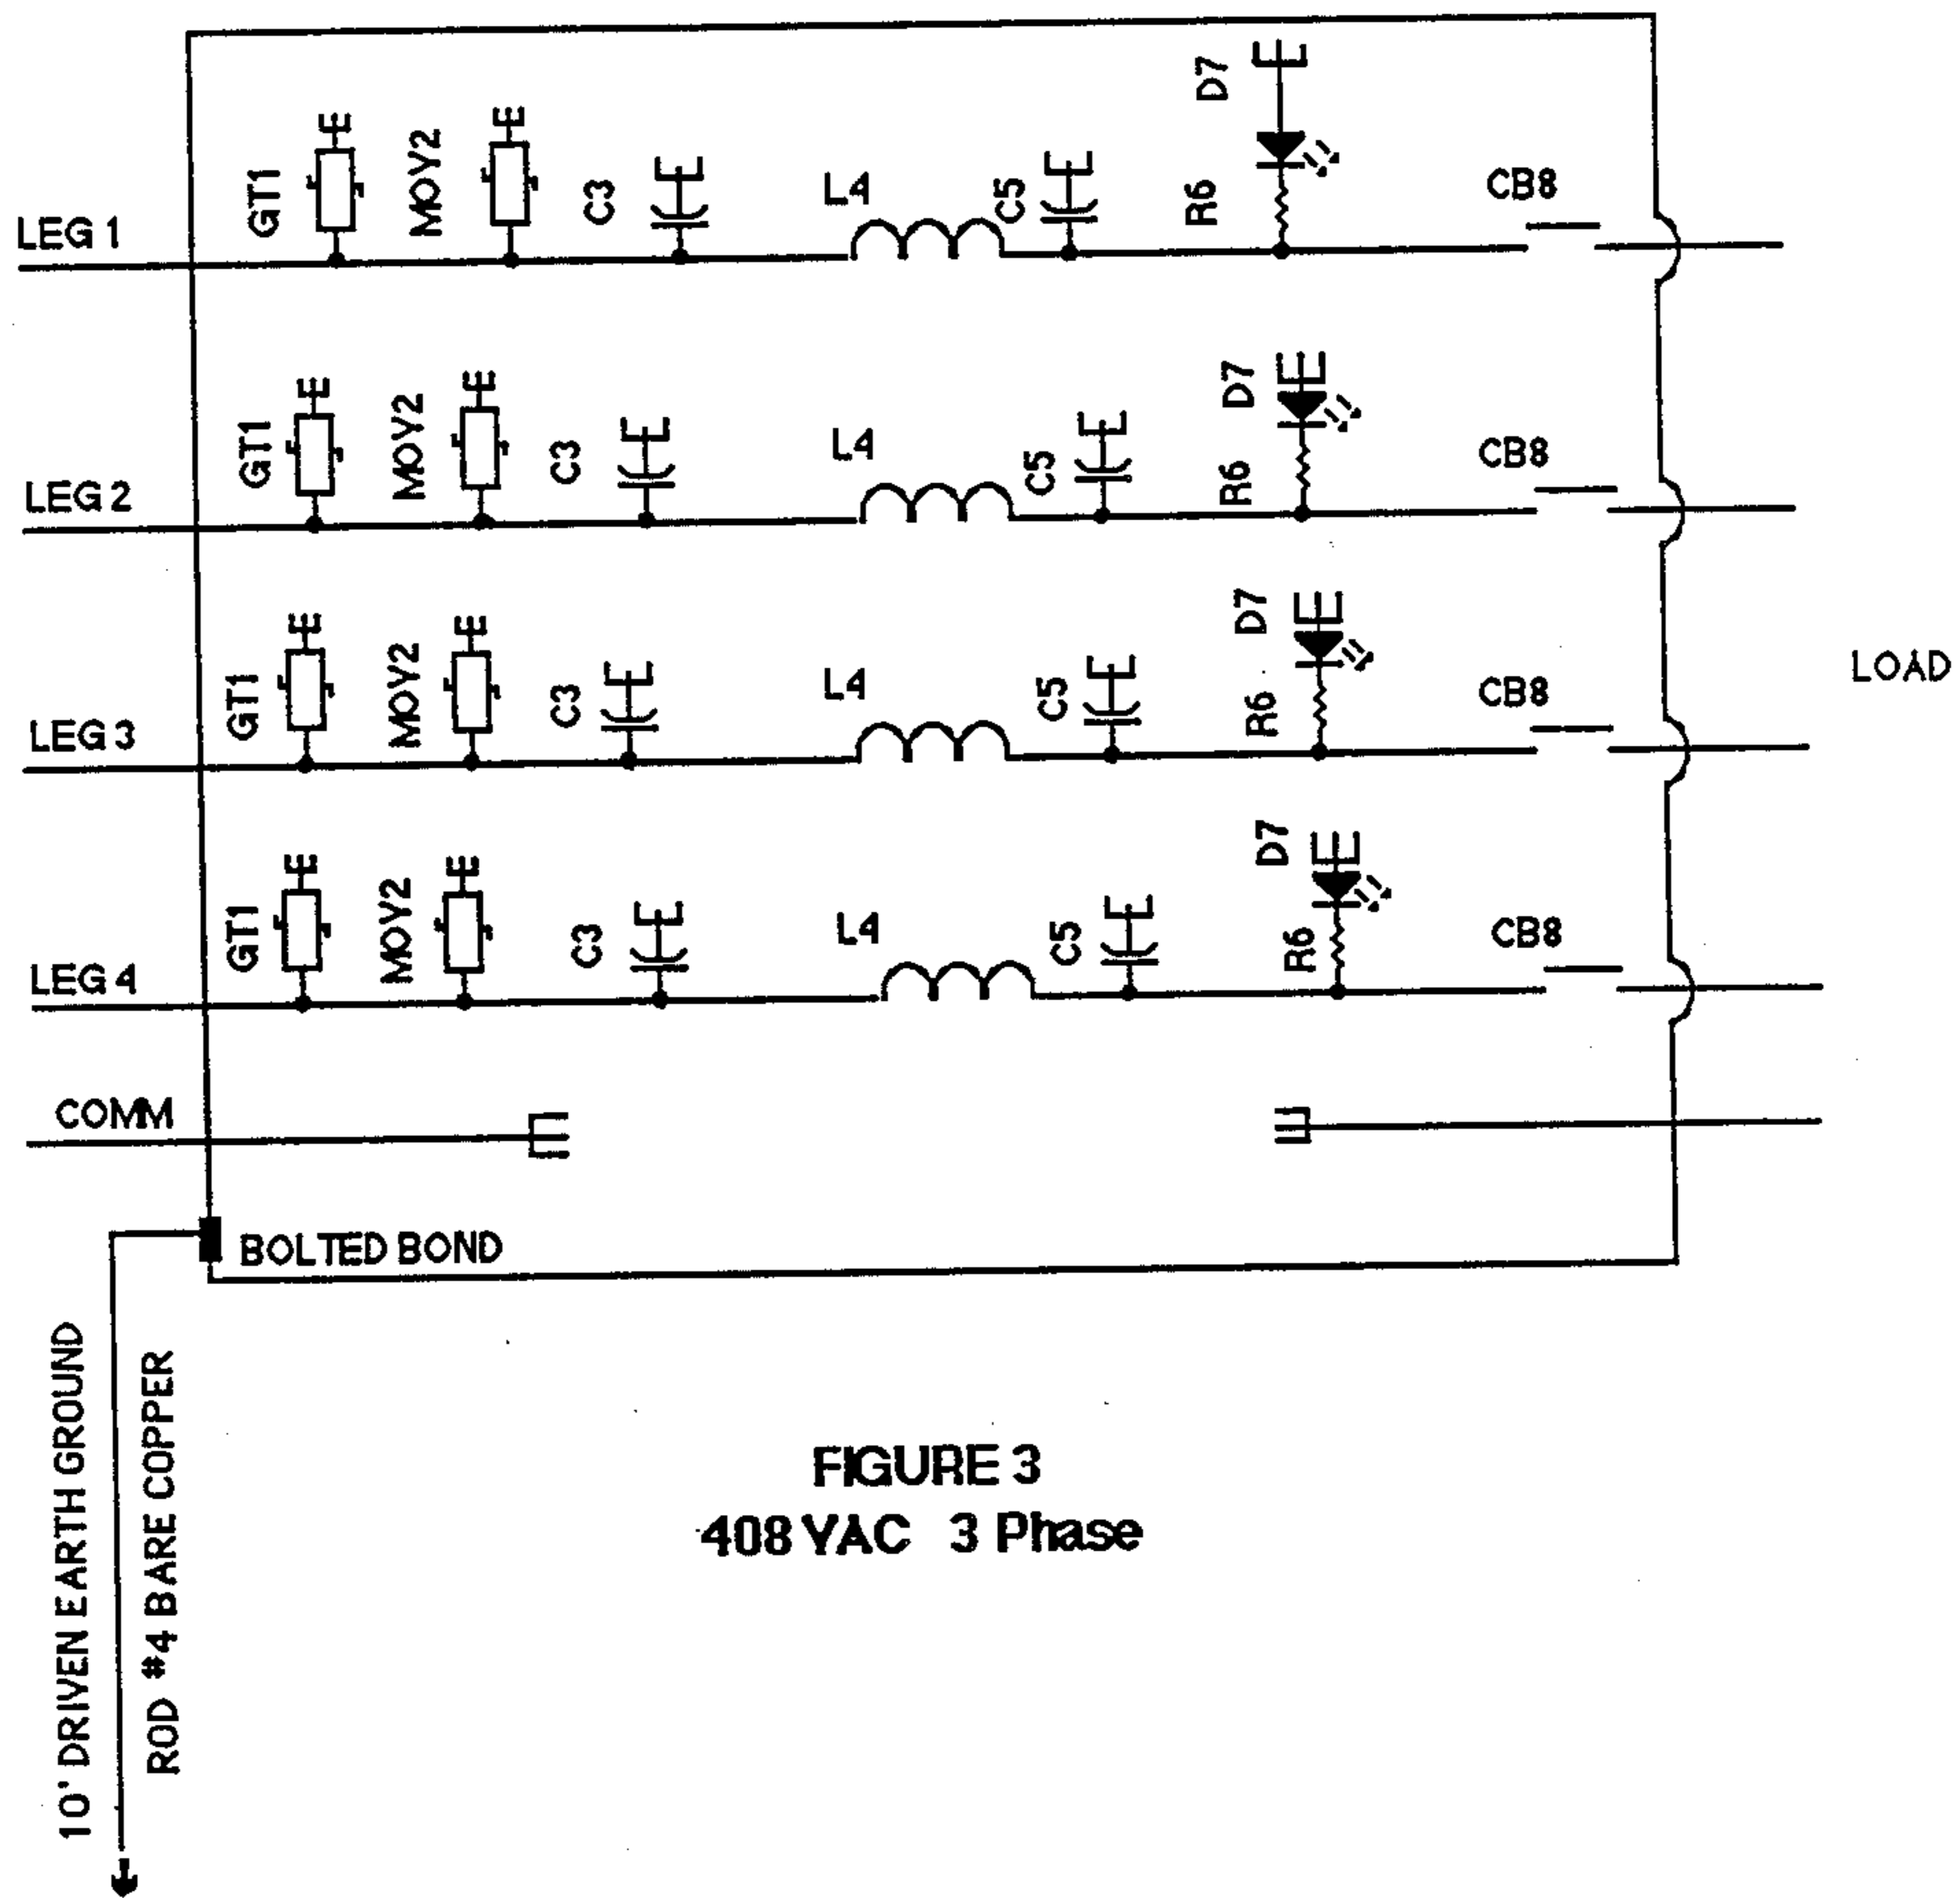 D7
GT1
MOV2
C3
L4
C5
R6
CB8
LEG 1
D7
GT1
MOV2
C3
L4
C5
R6
CB8
LEG 2
D7
GT1
MOV2
C3
L4
C5
R6
CB8
LOAD
LEG 3
D7
GT1
MOV2
C3
L4
C5
R6
CB8
LEG 4
COMM
BOLTED BOND
10' DRIVEN EARTH GROUND
ROD #4 BARE COPPER
FIGURE 3
408 VAC 3 Phase